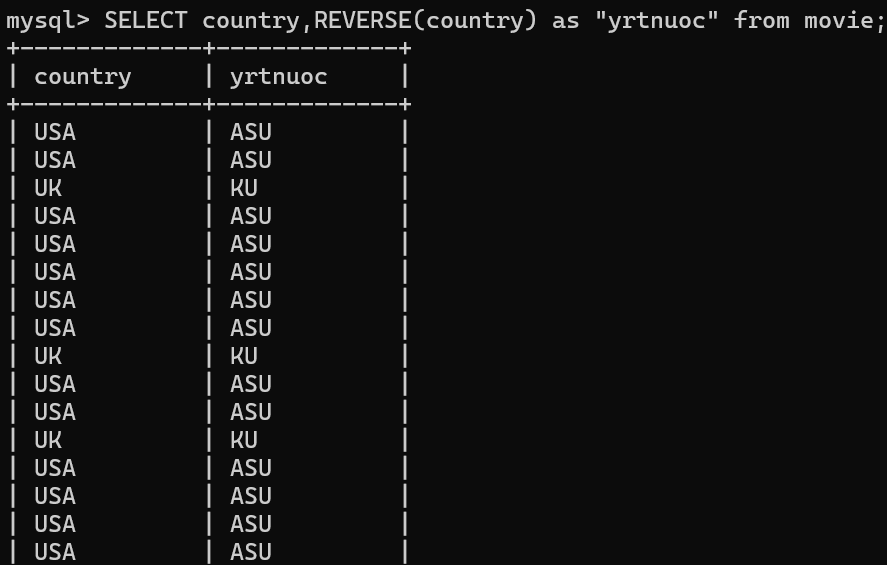 mysql> SELECT country,REVERSE(country) as "yrtnuoc" from movie;
+-------------+-------------+
| country     | yrtnuoc     |
+-------------+-------------+
| USA         | ASU         |
| USA         | ASU         |
| UK          | KU          |
| USA         | ASU         |
| USA         | ASU         |
| USA         | ASU         |
| USA         | ASU         |
| USA         | ASU         |
| UK          | KU          |
| USA         | ASU         |
| USA         | ASU         |
| UK          | KU          |
| USA         | ASU         |
| USA         | ASU         |
| USA         | ASU         |
| USA         | ASU         |